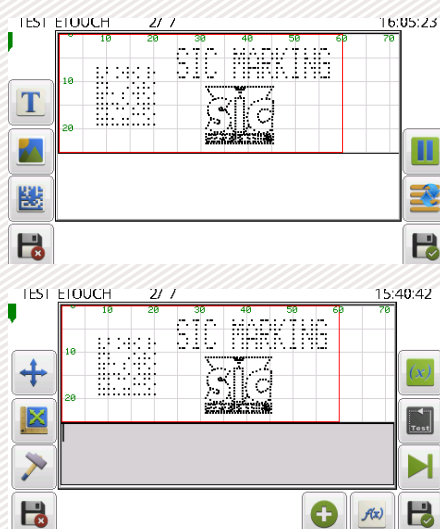 TEST ETOUCH 2/ 7 16:05:23
0 10 20 30 40 50 60 70
SIC MARKING
10
sic
20
T
TEST ETOUCH 2/ 7 15:40:42
0 10 20 30 40 50 60 70
SIC MARKING
10
sic
20
(x)
Test
f(x)